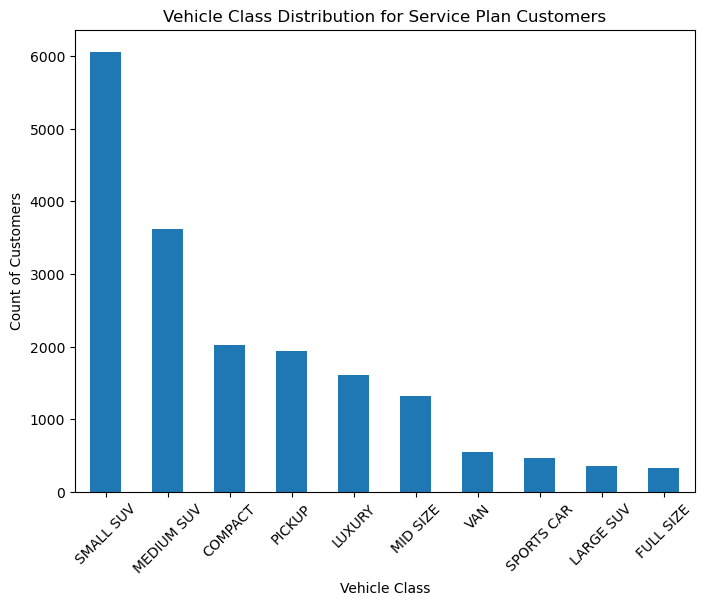 Vehicle Class Distribution for Service Plan Customers
Count of Customers
6000
5000
4000
3000
2000
1000
0
SMALL SUV
MEDIUM SUV
COMPACT
PICKUP
LUXURY
MID SIZE
VAN
SPORTS CAR
LARGE SUV
FULL SIZE
Vehicle Class